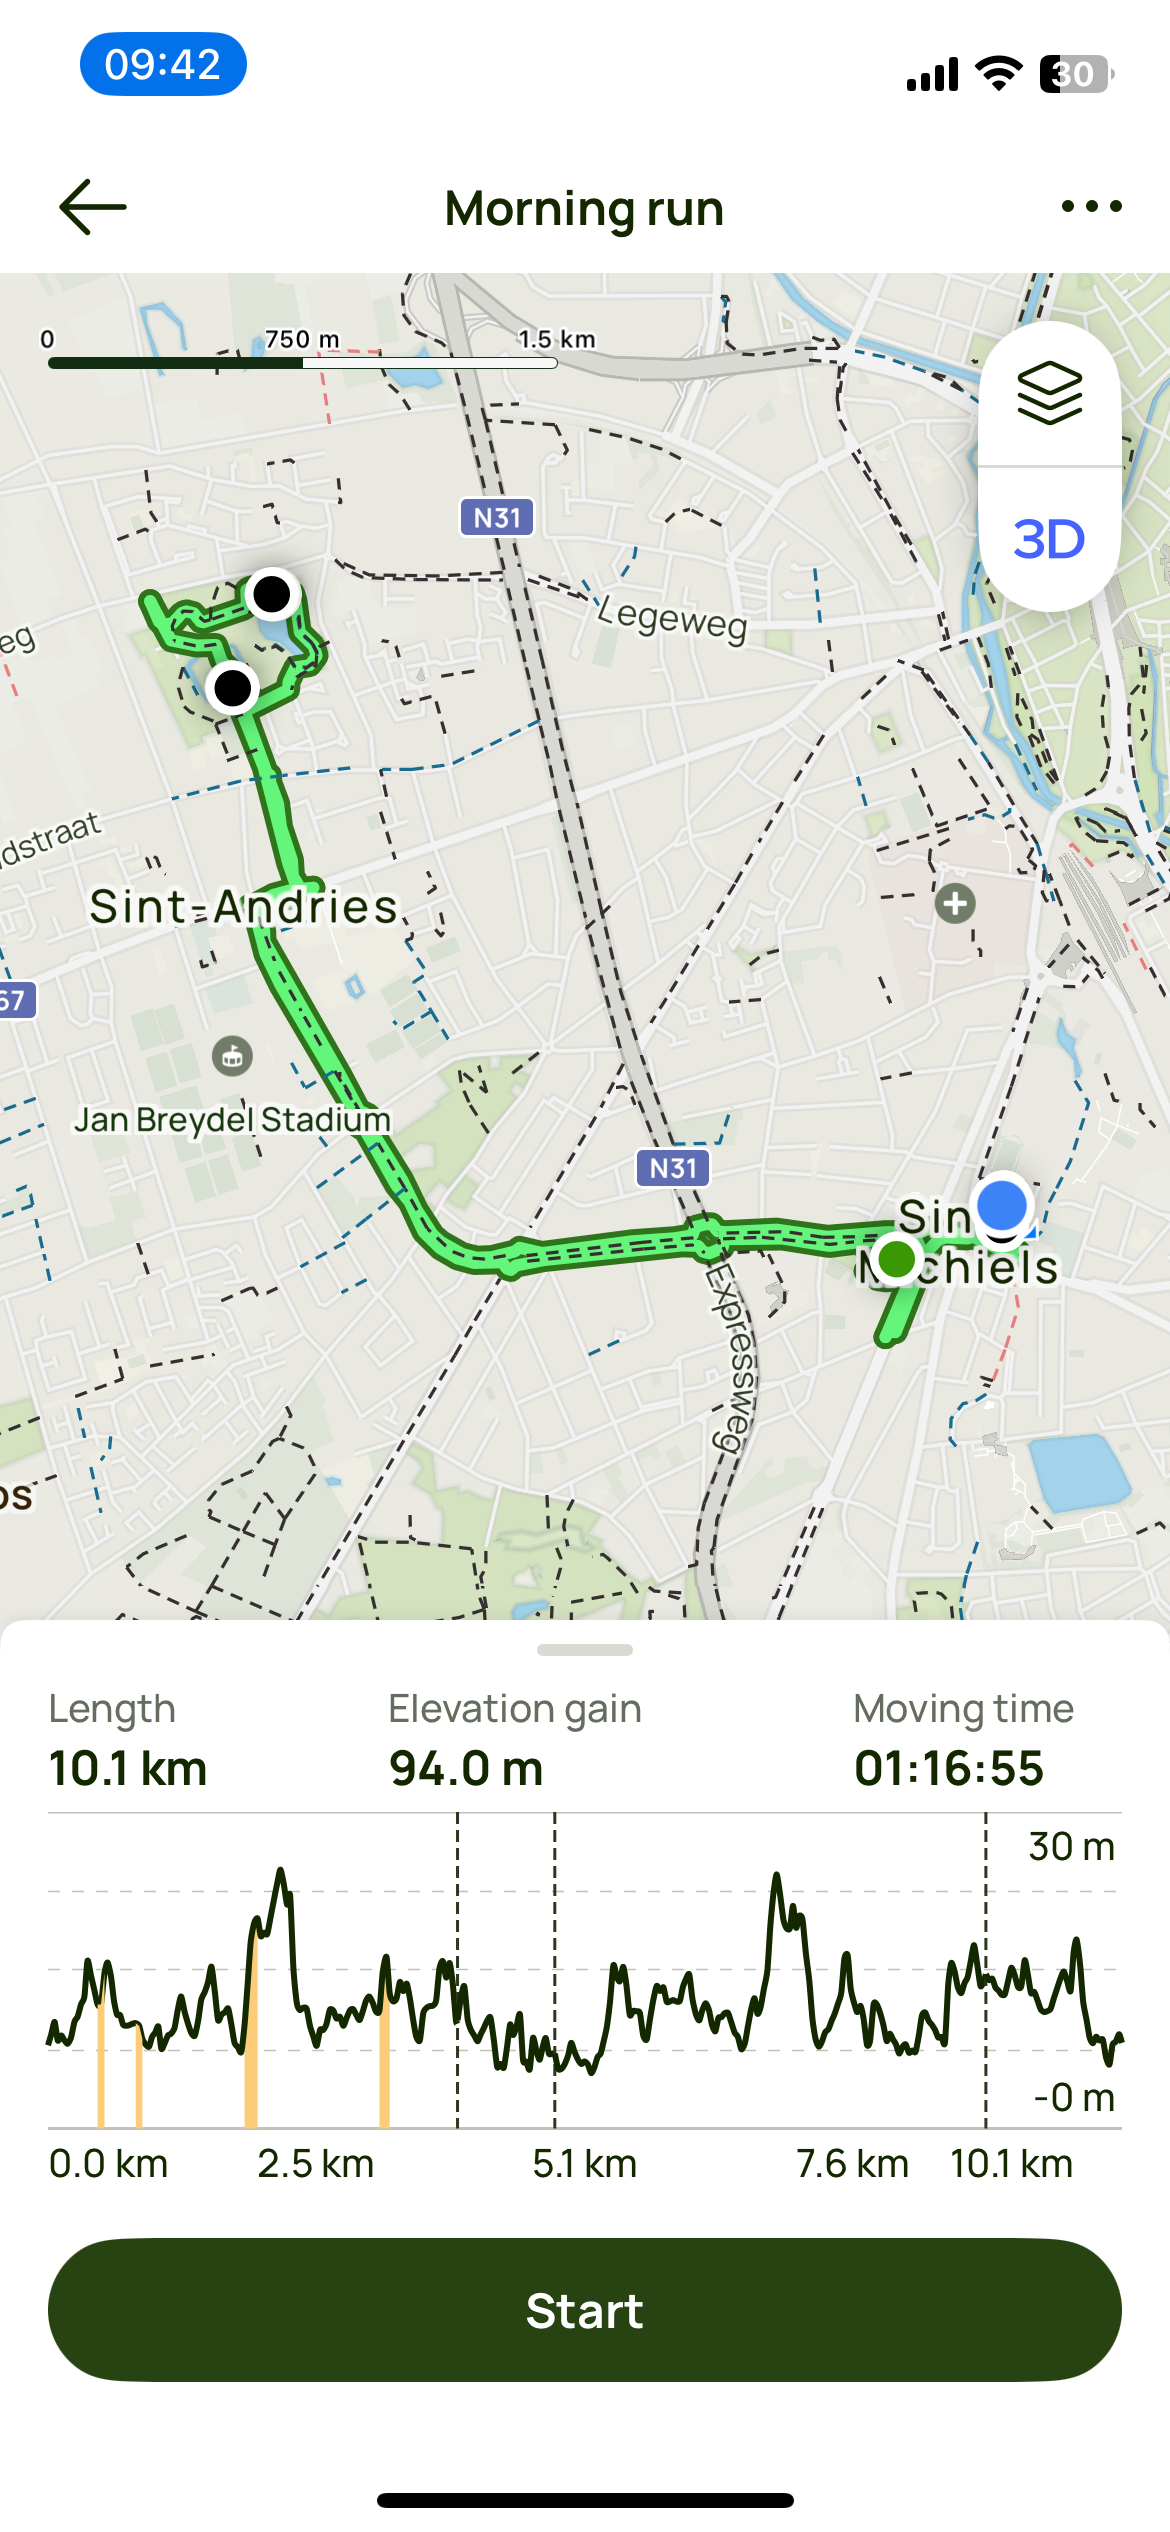 09:42
30
Morning run
0 750 m 1.5 km
3D
N31
Legeweg
eg
dstraat
Sint-Andries
67
Jan Breydel Stadium
N31
Sin
M chiels
Expressweg
os
Length Elevation gain Moving time
10.1 km 94.0 m 01:16:55
30 m
-0 m
0.0 km 2.5 km 5.1 km 7.6 km 10.1 km
Start